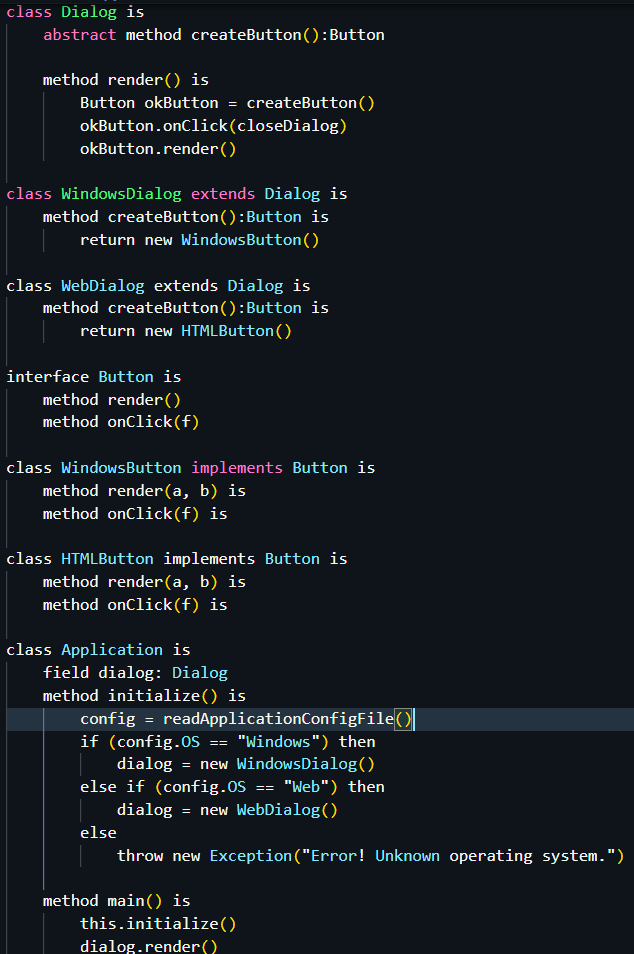 class Dialog is
abstract method createButton():Button
method render() is
Button okButton = createButton()
okButton.onClick(closeDialog)
okButton.render()
class WindowsDialog extends Dialog is
method createButton():Button is
return new WindowsButton()
class WebDialog extends Dialog is
method createButton():Button is
return new HTMLButton()
interface Button is
method render()
method onClick(f)
class WindowsButton implements Button is
method render(a, b) is
method onClick(f) is
class HTMLButton implements Button is
method render(a, b) is
method onClick(f) is
class Application is
field dialog: Dialog
method initialize() is
config = readApplicationConfigFile()
if (config.OS == "Windows") then
dialog = new WindowsDialog()
else if (config.OS == "Web") then
dialog = new WebDialog()
else
throw new Exception("Error! Unknown operating system.")
method main() is
this.initialize()
dialog.render()